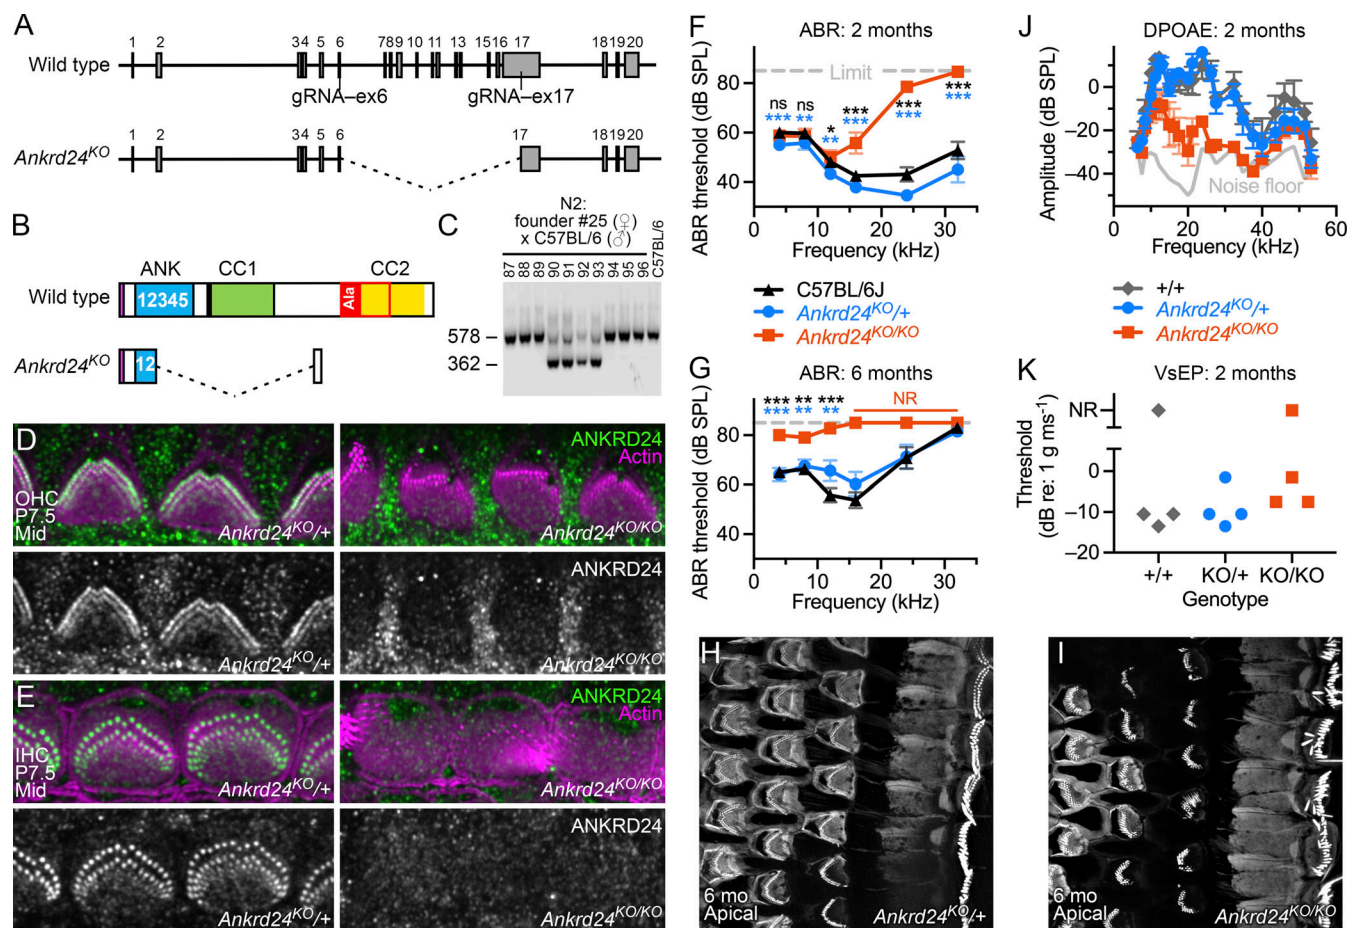 A
1 2 34 5 6 789 10 11 13 15 16 17 18 19 20
Wild type
gRNA–ex6 gRNA–ex17
1 2 34 5 6 17 18 19 20
Ankrd24KO
B
ANK CC1 CC2
Wild type
12345 Ala
Ankrd24KO
12
C
N2:
founder #25 (♀)
x C57BL/6 (♂)
87 88 89 90 91 92 93 94 95 96 C57BL/6
578
362
D
ANKRD24
Actin
OHC
P7.5
Mid
Ankrd24KO/+
Ankrd24KO/KO
ANKRD24
Ankrd24KO/+
Ankrd24KO/KO
E
ANKRD24
Actin
IHC
P7.5
Mid
Ankrd24KO/+
Ankrd24KO/KO
ANKRD24
Ankrd24KO/+
Ankrd24KO/KO
F
ABR: 2 months
ABR threshold (dB SPL)
80
60
40
Limit
ns ns * *** *** ***
*** ** ** *** *** ***
0 10 20 30
Frequency (kHz)
C57BL/6J
Ankrd24KO/+
Ankrd24KO/KO
G
ABR: 6 months
ABR threshold (dB SPL)
80
60
40
*** ** ***
*** ** **
NR
0 10 20 30
Frequency (kHz)
H
6 mo
Apical
Ankrd24KO/+
I
6 mo
Apical
Ankrd24KO/KO
J
DPOAE: 2 months
Amplitude (dB SPL)
0
−20
−40
Noise floor
0 20 40 60
Frequency (kHz)
+/+
Ankrd24KO/+
Ankrd24KO/KO
K
VsEP: 2 months
Threshold
(dB re: 1 g ms-1)
NR
0
−10
−20
+/+ KO/+ KO/KO
Genotype